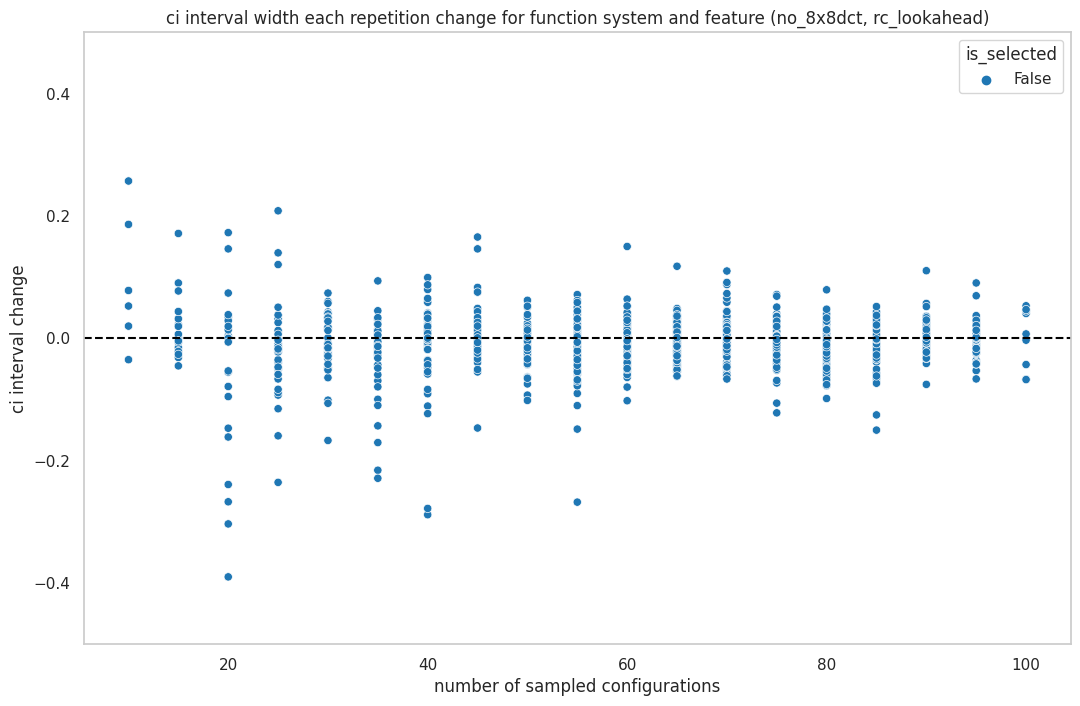 ci interval width each repetition change for function system and feature (no_8x8dct, rc_lookahead)
is_selected
False
ci interval change
0.4
0.2
0.0
−0.2
−0.4
20 40 60 80 100
number of sampled configurations